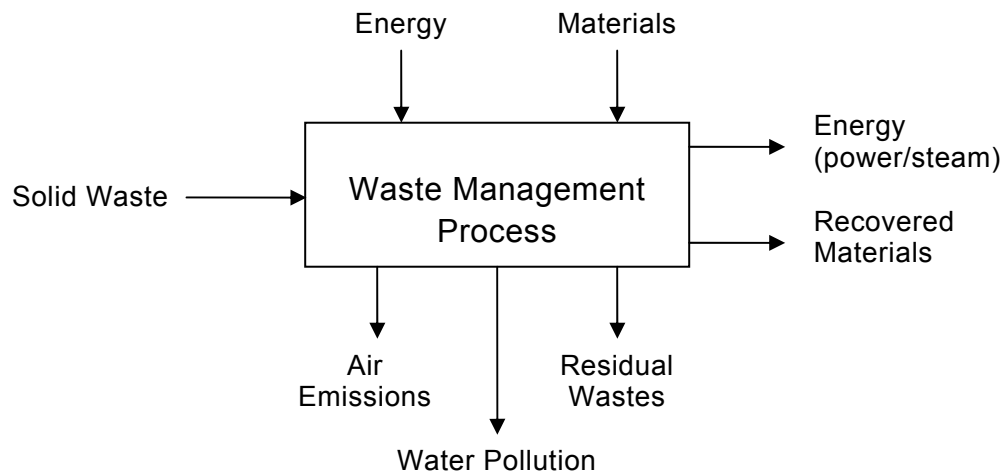 Energy
Materials
Energy
(power/steam)
Solid Waste
Waste Management
Process
Recovered
Materials
Air
Emissions
Residual
Wastes
Water Pollution